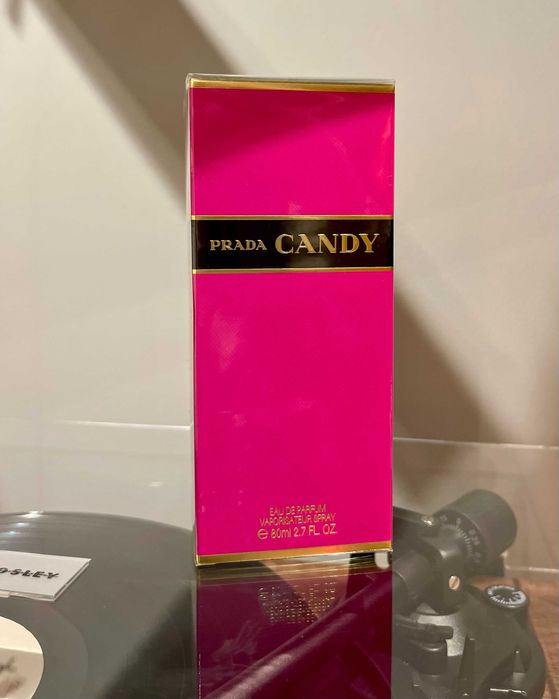 PRADA CANDY
EAU DE PARFUM
VAPORISATEUR SPRAY
℮ 80ml 2.7 FL. OZ.